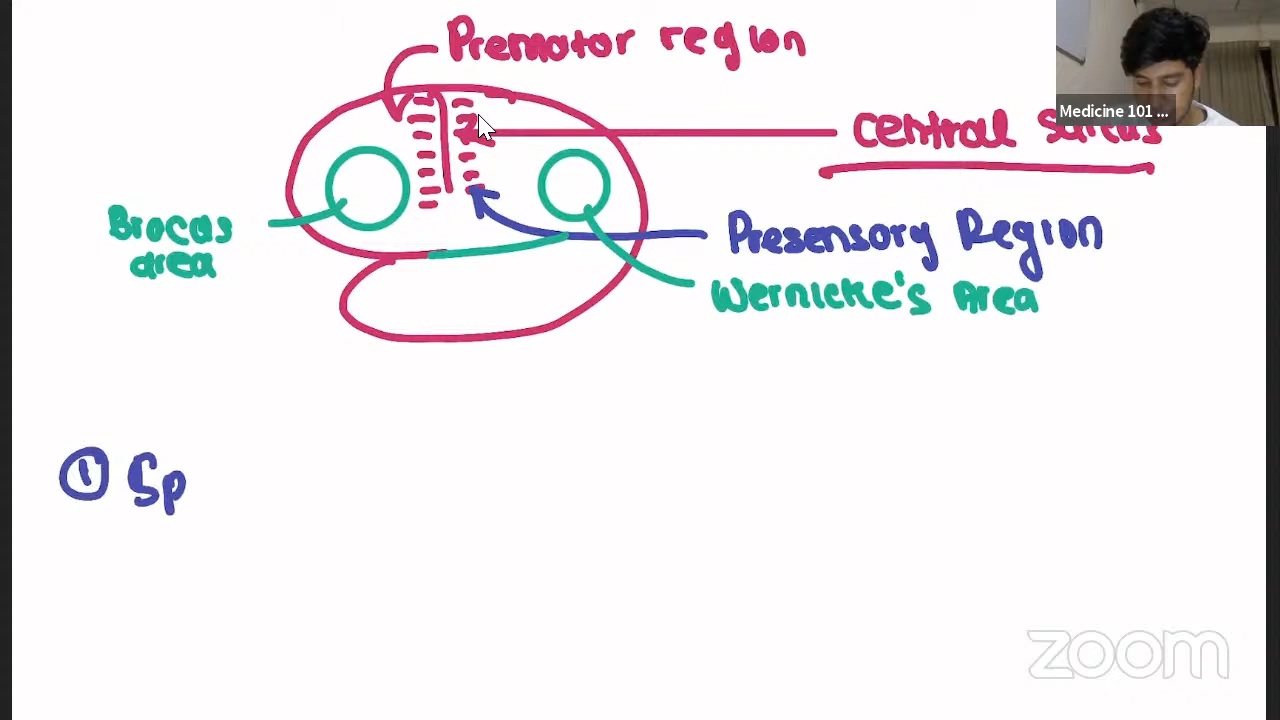 Premotor region
Medicine 101 ...
Central Sulcus
Brocas
area
Presensory Region
Wernicke's Area
① Sp
zoom